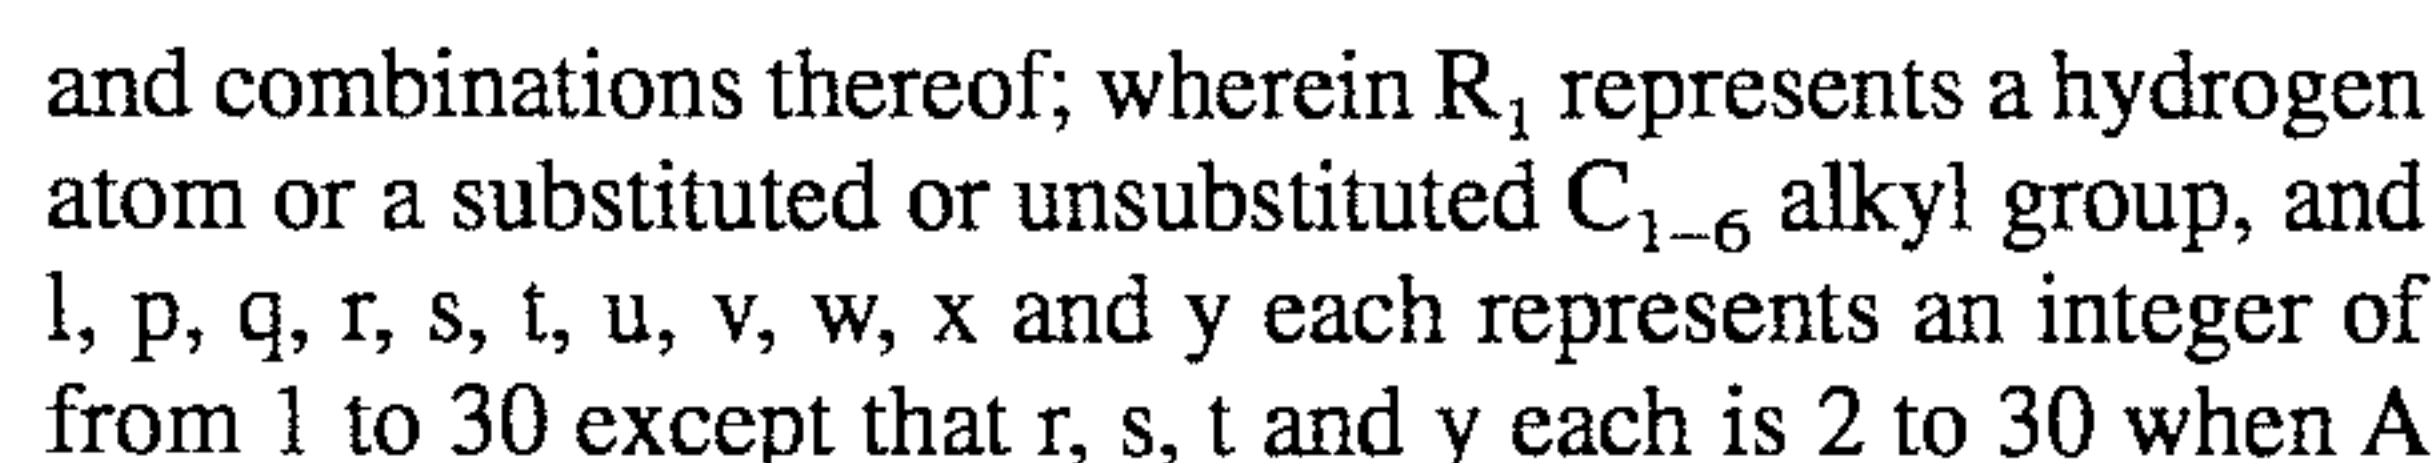 and combinations thereof; wherein R₁ represents a hydrogen
atom or a substituted or unsubstituted C₁₋₆ alkyl group, and
l, p, q, r, s, t, u, v, w, x and y each represents an integer of
from 1 to 30 except that r, s, t and y each is 2 to 30 when A